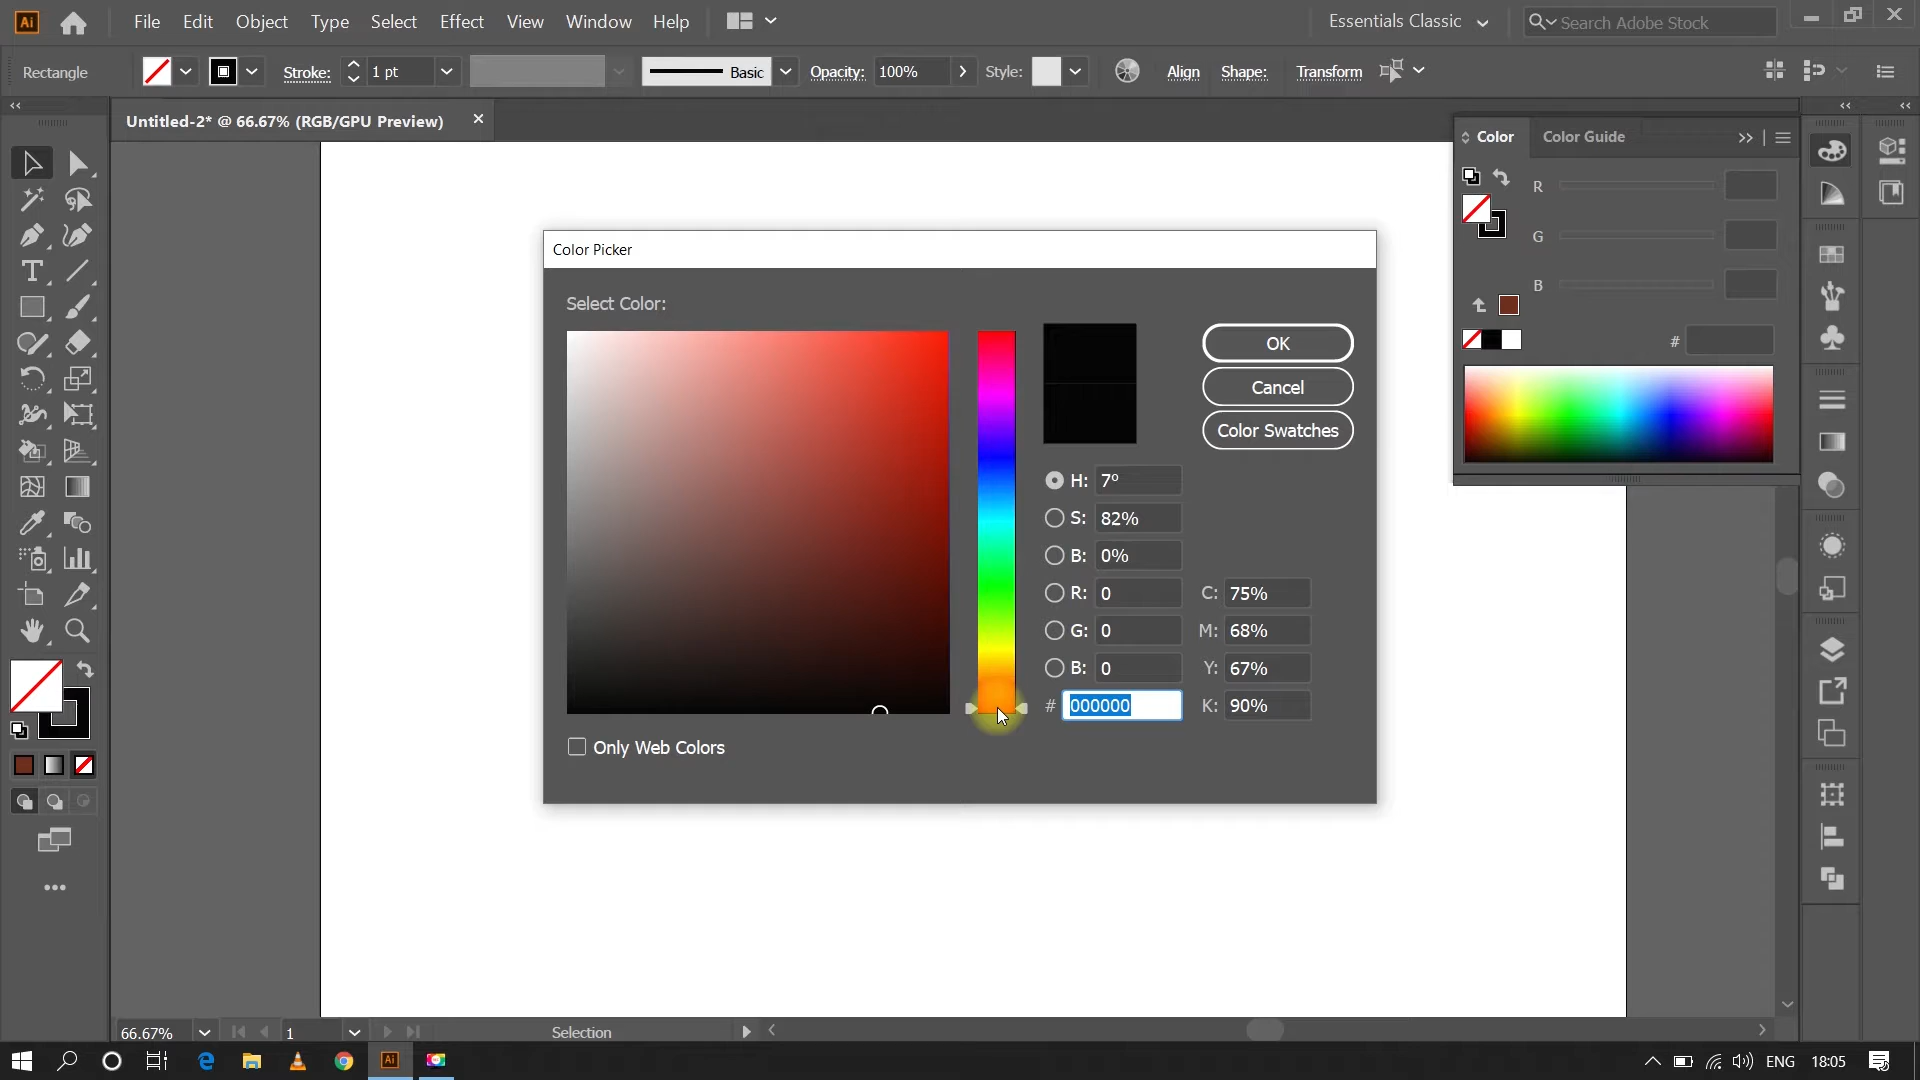 Ai File Edit Object Type Select Effect View Window Help Essentials Classic Search Adobe Stock
Rectangle Stroke: 1 pt Basic Opacity: 100% Style: Align Shape: Transform
Untitled-2* @ 66.67% (RGB/GPU Preview)
Color Color Guide
R
G
B
#
Color Picker
Select Color:
OK
Cancel
Color Swatches
H: 7º
S: 82%
B: 0%
R: 0 C: 75%
G: 0 M: 68%
B: 0 Y: 67%
# 000000 K: 90%
Only Web Colors
66.67% 1 Selection
Ai ENG 18:05